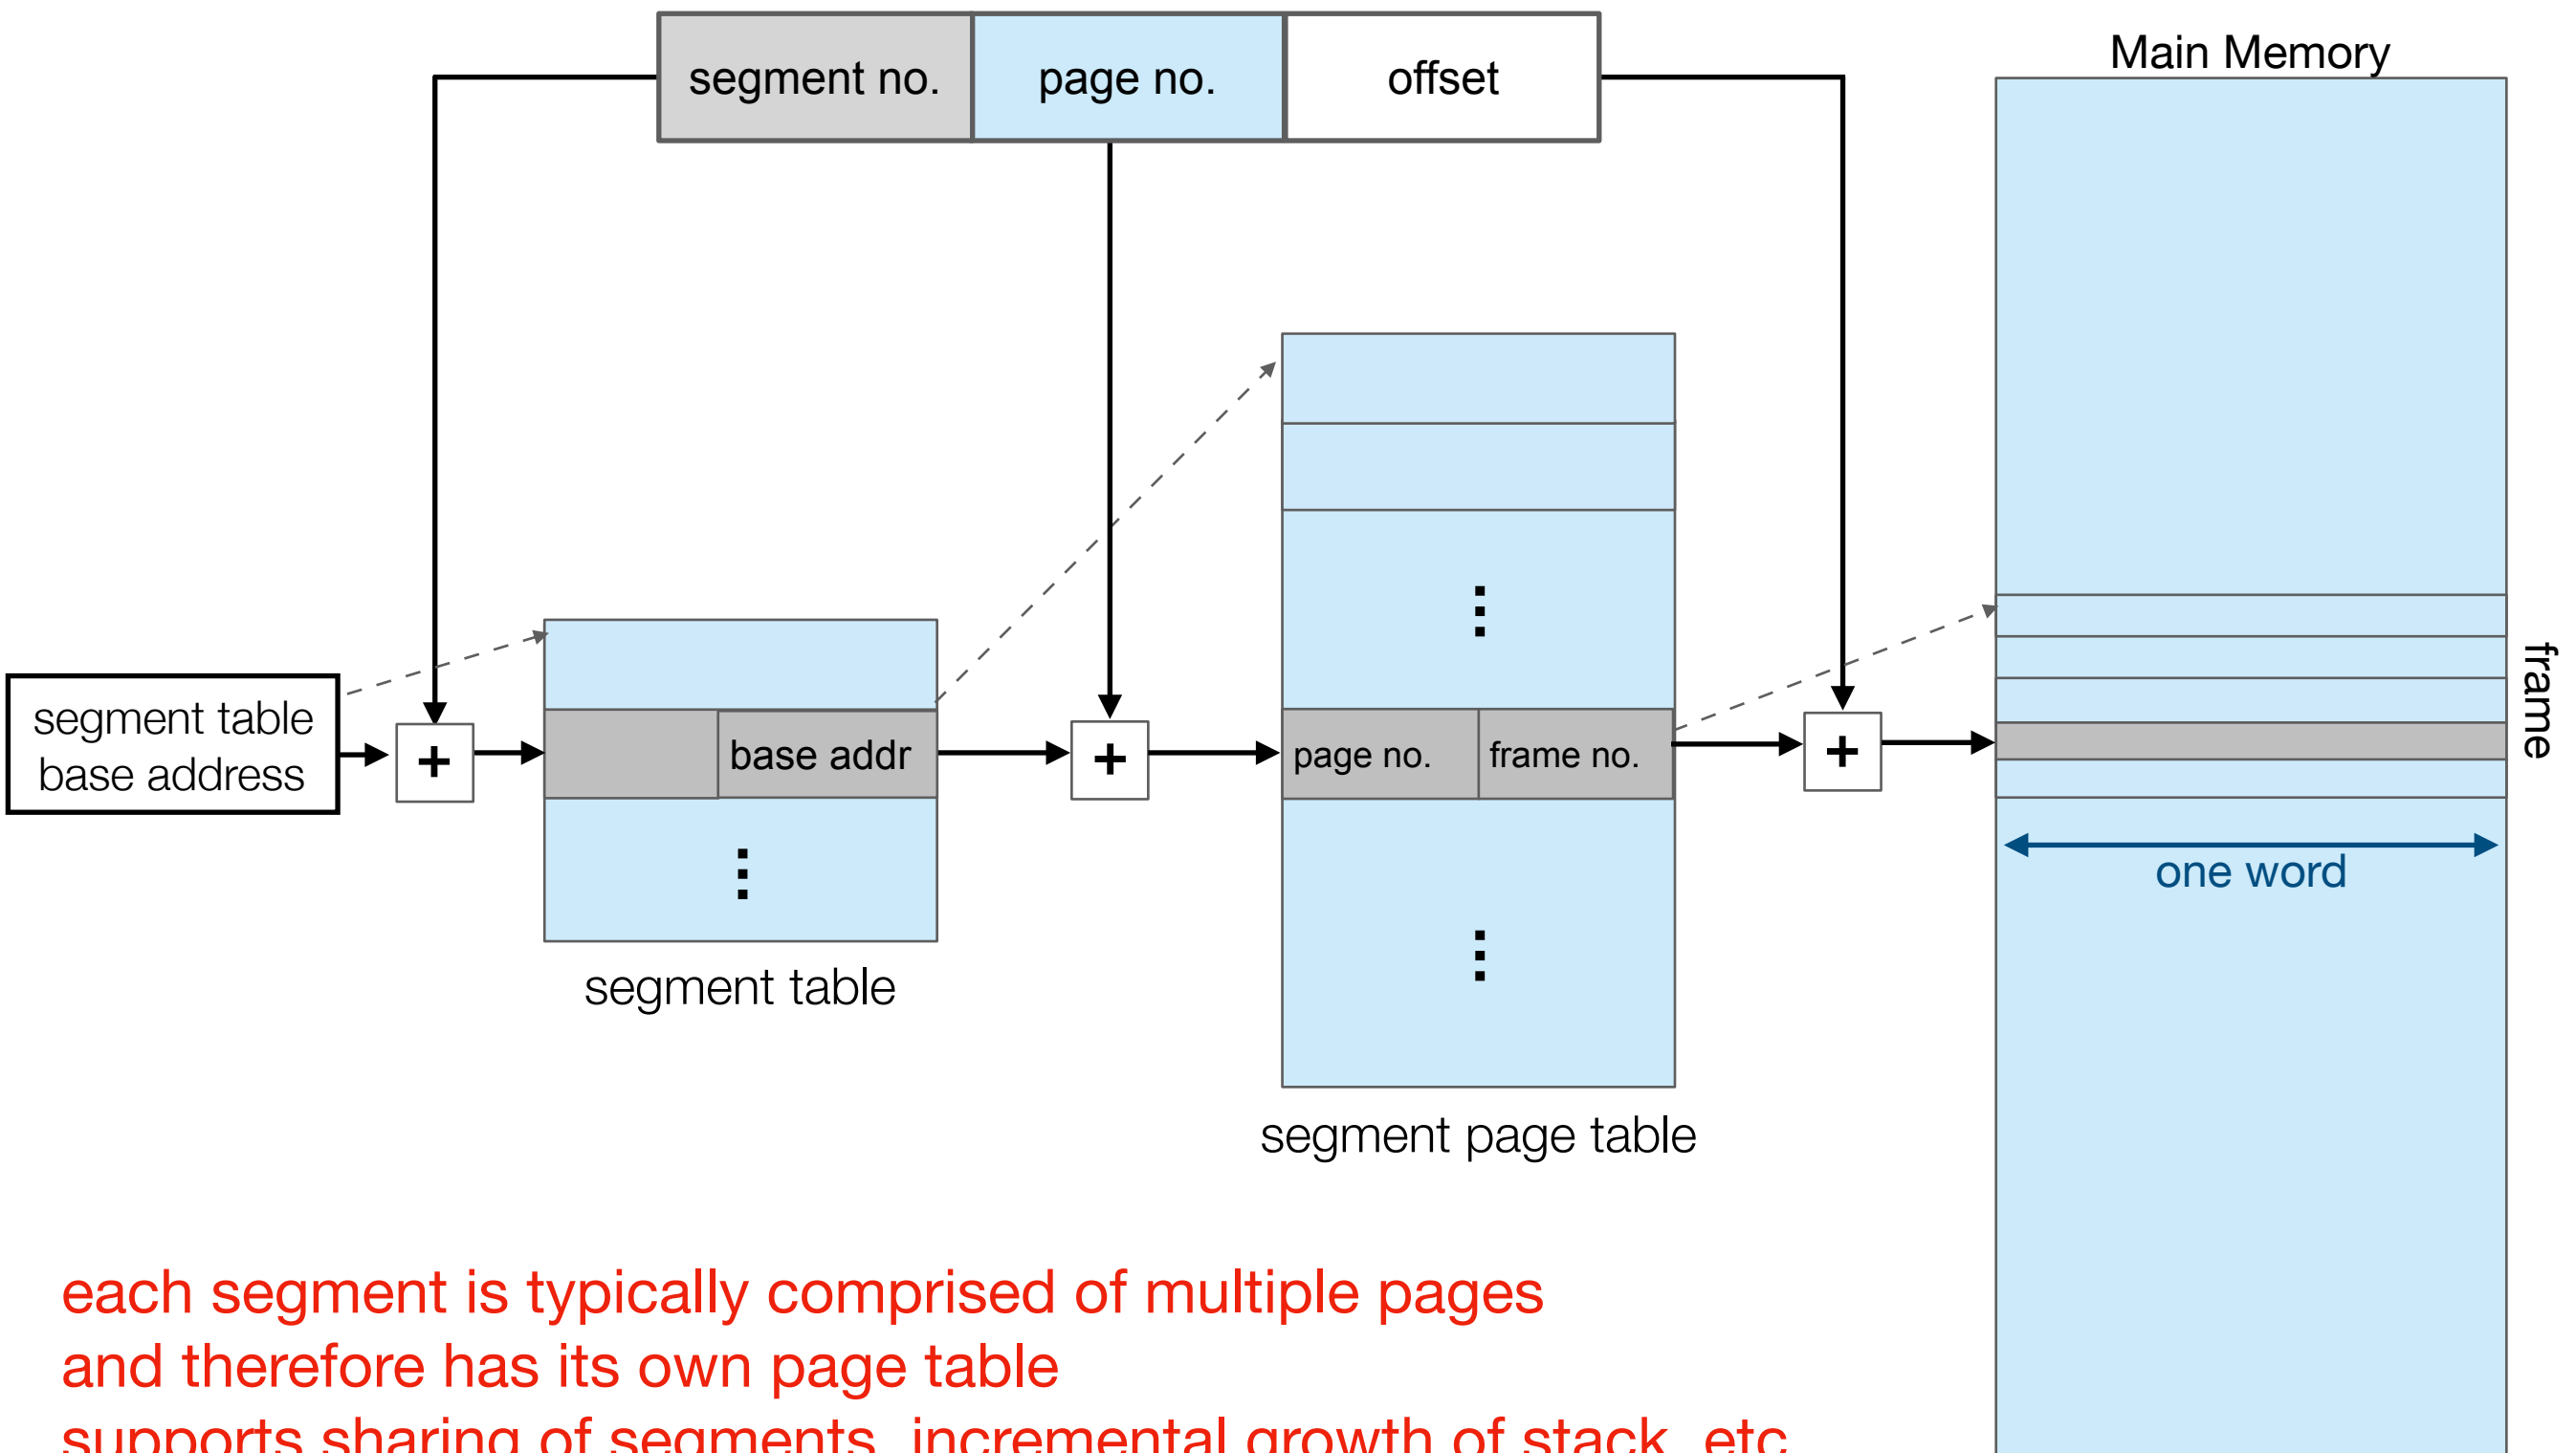 segment no.
page no.
offset
Main Memory
frame
segment table
base address
+
base addr
+
page no.
frame no.
+
one word
segment table
segment page table
each segment is typically comprised of multiple pages
and therefore has its own page table
supports sharing of segments, incremental growth of stack, etc